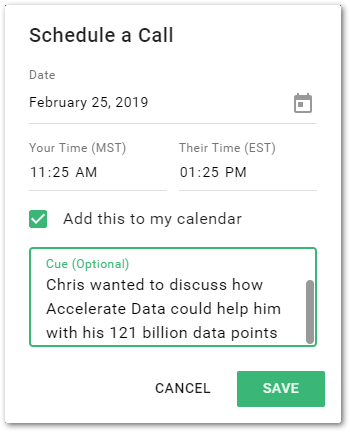 Schedule a Call
Date
February 25, 2019
Your Time (MST) Their Time (EST)
11:25 AM 01:25 PM
Add this to my calendar
Cue (Optional)
Chris wanted to discuss how
Accelerate Data could help him
with his 121 billion data points
CANCEL SAVE